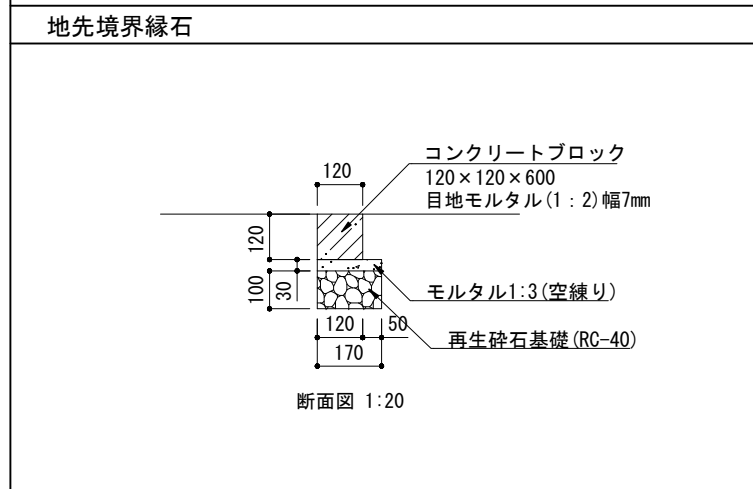 地先境界縁石
コンクリートブロック
120×120×600
目地モルタル(1：2)幅7mm
120
120
30
100
モルタル1:3(空練り)
120
50
再生砕石基礎(RC-40)
170
断面図 1:20